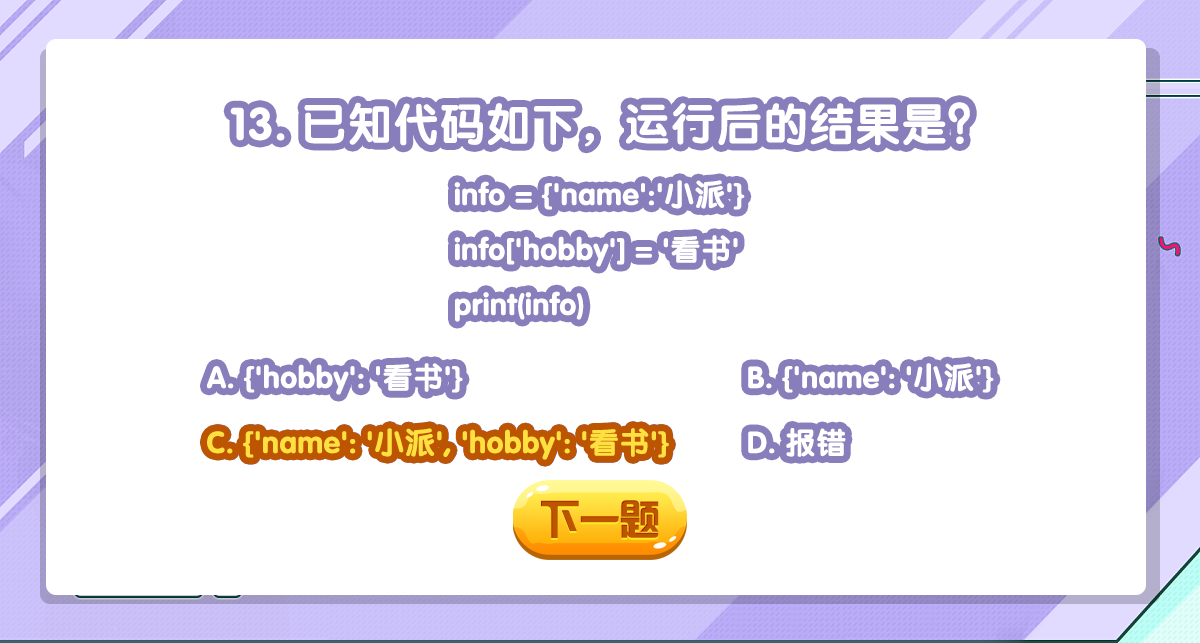 13. 已知代码如下，运行后的结果是？
info = {'name':'小派'}
info['hobby'] = '看书'
print(info)
A. {'hobby': '看书'}
B. {'name': '小派'}
C. {'name': '小派', 'hobby': '看书'}
D. 报错
下一题